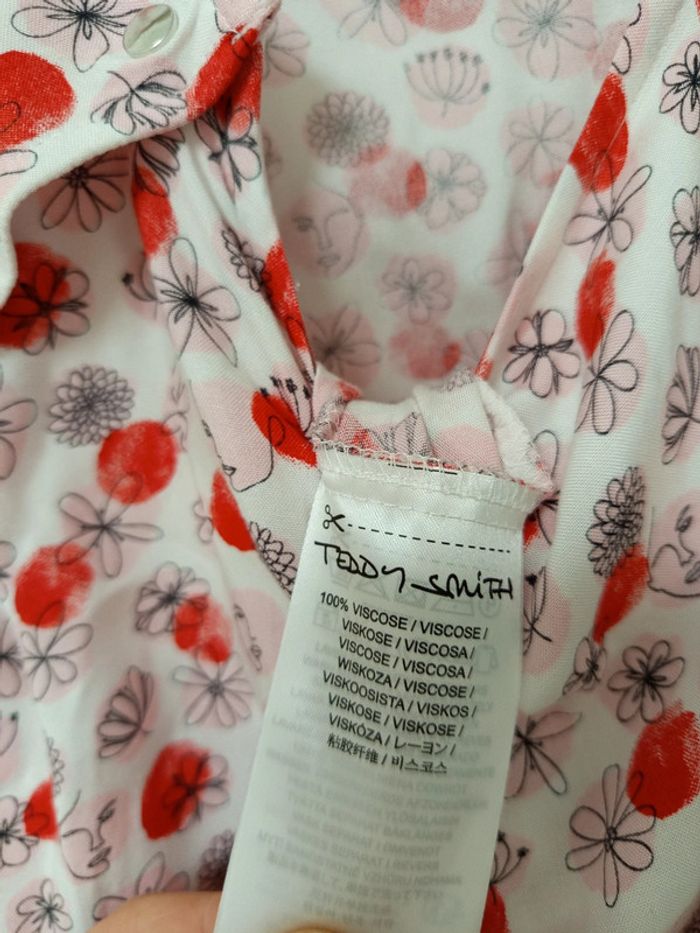 TEDDY SMITH
100% VISCOSE / VISCOSE /
VISKOSE / VISCOSA /
VISCOSE / VISCOSA /
WISKOZA / VISCOSE /
VISKOOSISTA / VISKOS /
VISKOSE / VISKOSE /
VISKÓZA / レーヨン /
粘胶纤维 / 비스코스